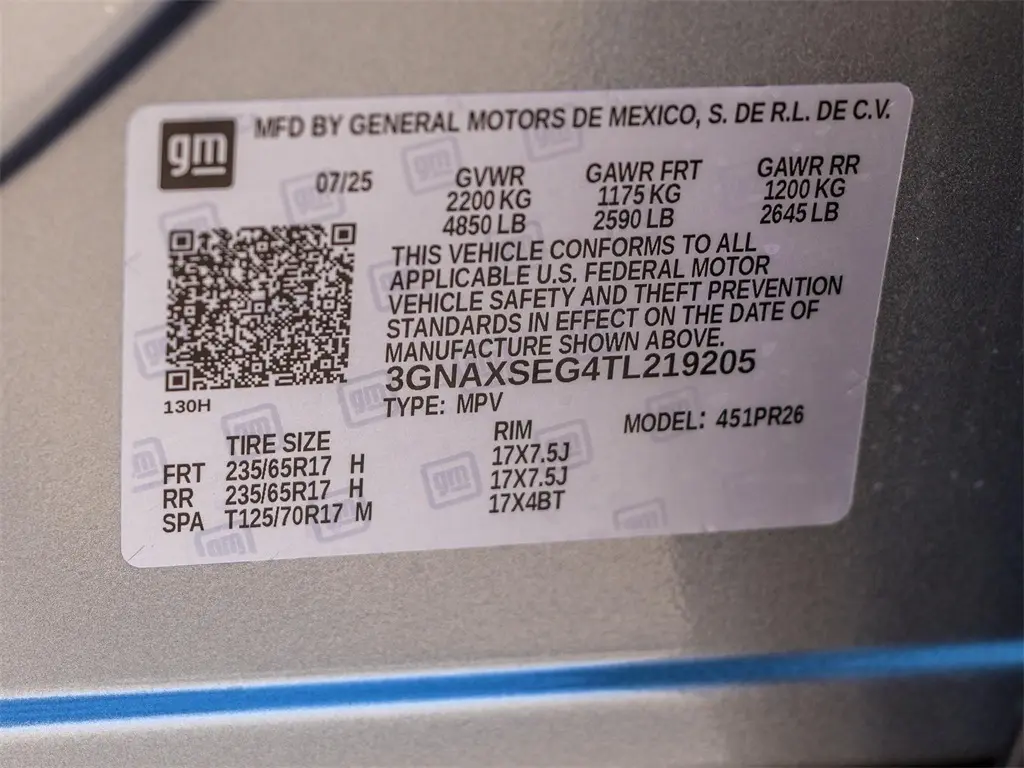 gm MFD BY GENERAL MOTORS DE MEXICO, S. DE R.L. DE C.V.
07/25 GVWR GAWR FRT GAWR RR
2200 KG 1175 KG 1200 KG
4850 LB 2590 LB 2645 LB
THIS VEHICLE CONFORMS TO ALL
APPLICABLE U.S. FEDERAL MOTOR
VEHICLE SAFETY AND THEFT PREVENTION
STANDARDS IN EFFECT ON THE DATE OF
MANUFACTURE SHOWN ABOVE.
3GNAXSEG4TL219205
130H TYPE: MPV MODEL: 451PR26
TIRE SIZE RIM
FRT 235/65R17 H 17X7.5J
RR 235/65R17 H 17X7.5J
SPA T125/70R17 M 17X4BT